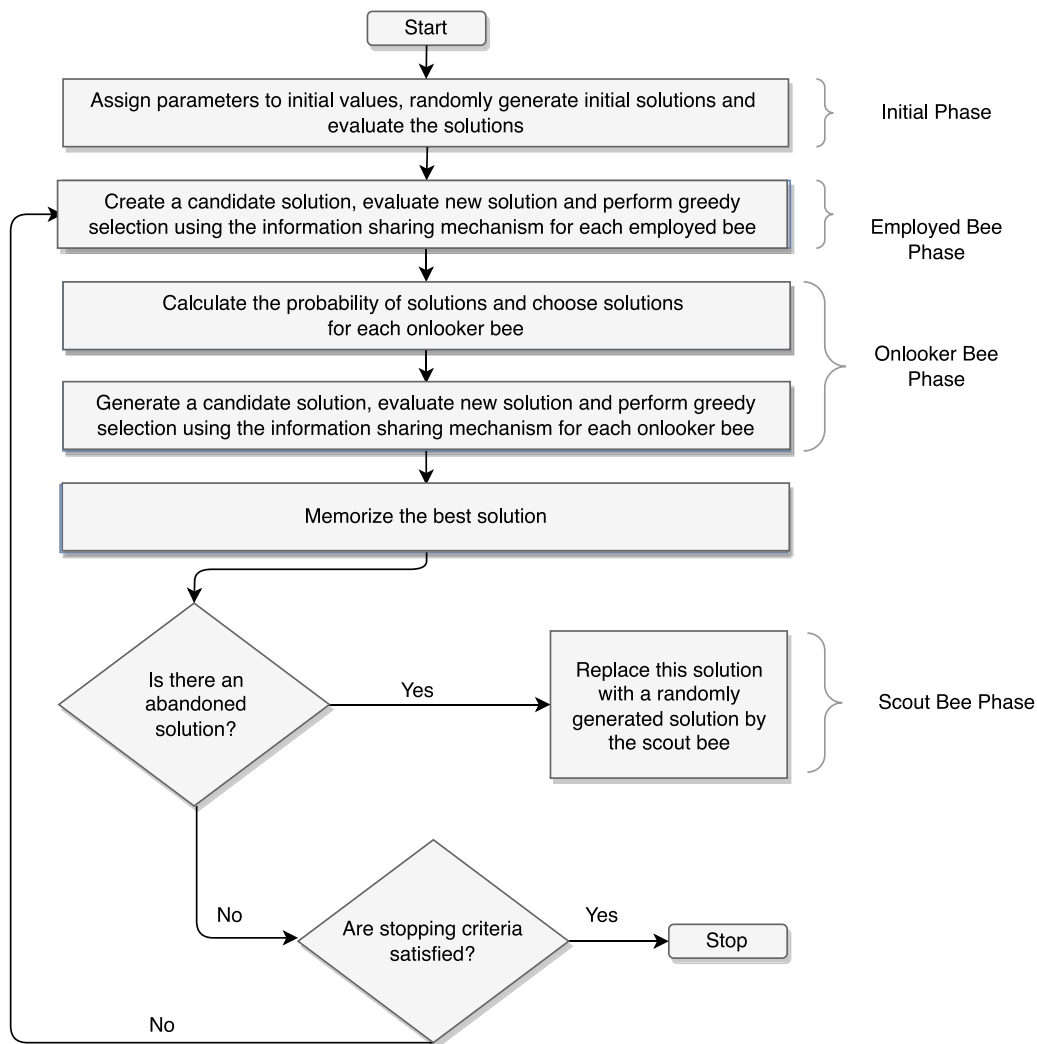 Start
Assign parameters to initial values, randomly generate initial solutions and
evaluate the solutions
Initial Phase
Create a candidate solution, evaluate new solution and perform greedy
selection using the information sharing mechanism for each employed bee
Employed Bee
Phase
Calculate the probability of solutions and choose solutions
for each onlooker bee
Onlooker Bee
Phase
Generate a candidate solution, evaluate new solution and perform greedy
selection using the information sharing mechanism for each onlooker bee
Memorize the best solution
Is there an
abandoned
solution?
Yes
Replace this solution
with a randomly
generated solution by
the scout bee
Scout Bee Phase
No
Are stopping criteria
satisfied?
Yes
Stop
No